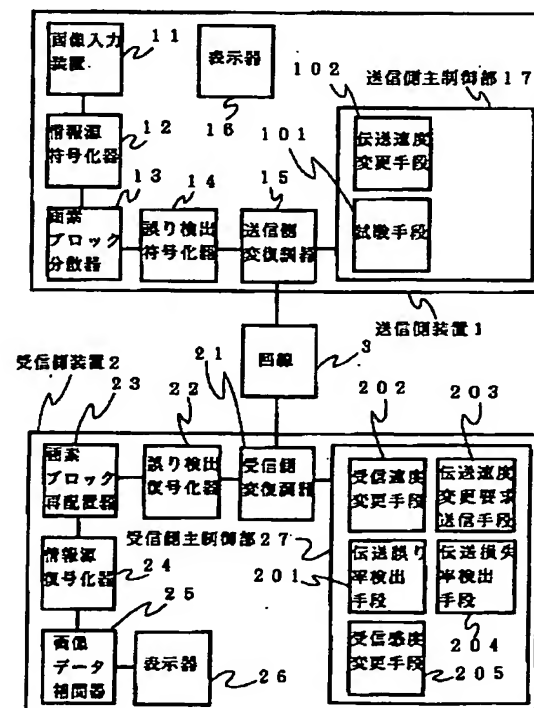 画像入力
装置
11
表示器
16
102
送信側主制御部17
伝送速度
変更手段
101
試験手段
情報源
符号化器
12
13
14
15
画素
ブロック
分散器
誤り検出
符号化器
送信側
変復調器
送信側装置1
回線
3
受信側装置2
23
22
21
202
203
画素
ブロック
再配置器
誤り検出
復号化器
受信側
変復調器
受信速度
変更手段
伝送速度
変更要求
送信手段
受信側主制御部27
情報源
復号化器
24
伝送誤り
率検出
手段
201
伝送損失
率検出
手段
204
25
画像
データ
補間器
表示器
26
受信感度
変更手段
205